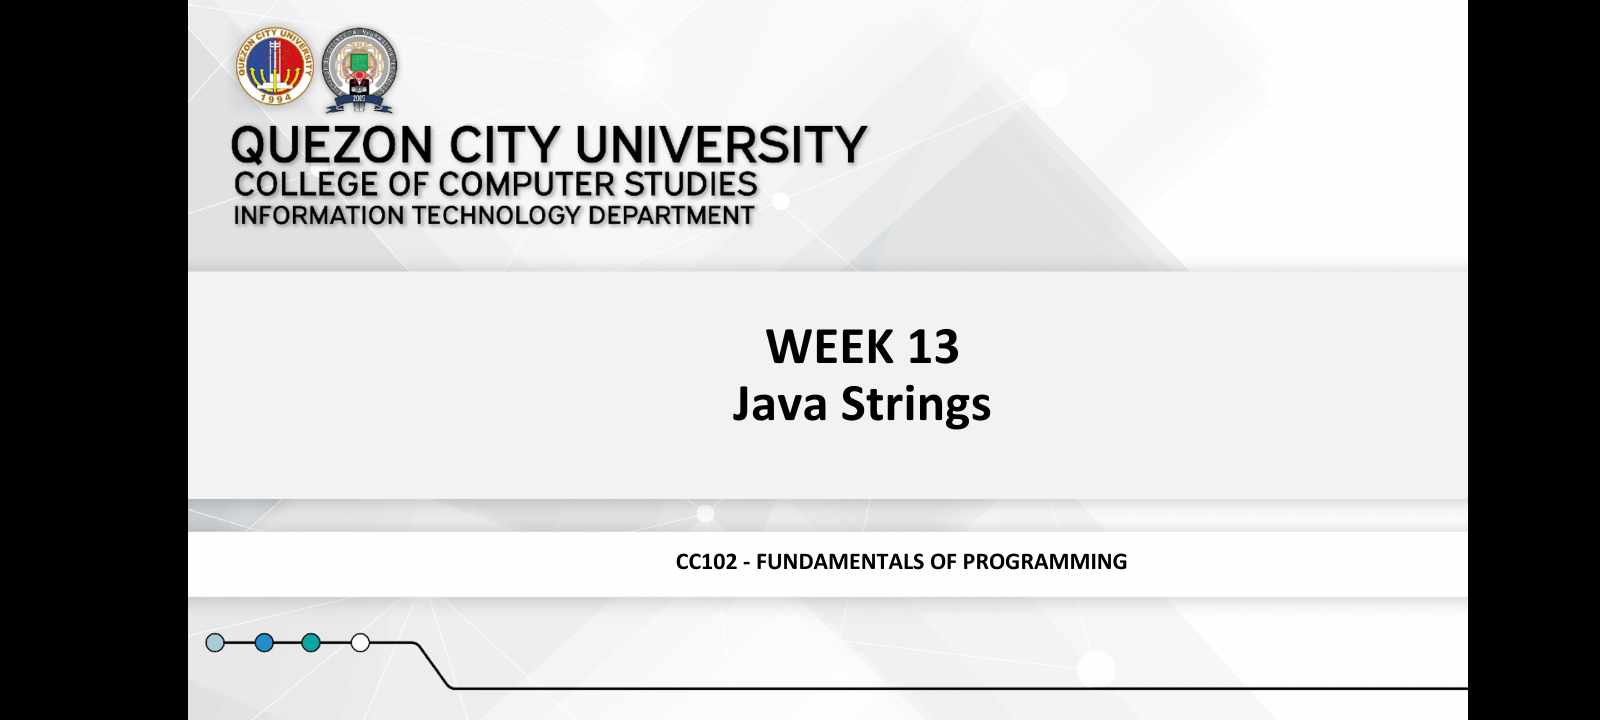 QUEZON CITY UNIVERSITY
1994
2005
QUEZON CITY UNIVERSITY
COLLEGE OF COMPUTER STUDIES
INFORMATION TECHNOLOGY DEPARTMENT
WEEK 13
Java Strings
CC102 - FUNDAMENTALS OF PROGRAMMING